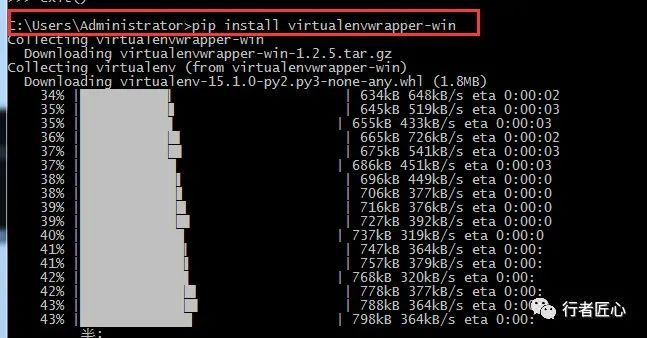 >>> exit()
C:\Users\Administrator>pip install virtualenvwrapper-win
Collecting virtualenvwrapper-win
Downloading virtualenvwrapper-win-1.2.5.tar.gz
Collecting virtualenv (from virtualenvwrapper-win)
Downloading virtualenv-15.1.0-py2.py3-none-any.whl (1.8MB)
34% | | 634kB 648kB/s eta 0:00:02
35% | | 645kB 519kB/s eta 0:00:03
35% | | 655kB 433kB/s eta 0:00:03
36% | | 665kB 726kB/s eta 0:00:02
37% | | 675kB 541kB/s eta 0:00:03
37% | | 686kB 451kB/s eta 0:00:03
38% | | 696kB 449kB/s eta 0:00:0
38% | | 706kB 377kB/s eta 0:00:0
39% | | 716kB 376kB/s eta 0:00:0
39% | | 727kB 392kB/s eta 0:00:0
40% | | 737kB 319kB/s eta 0:00:0
41% | | 747kB 364kB/s eta 0:00:
41% | | 757kB 379kB/s eta 0:00:
42% | | 768kB 320kB/s eta 0:00:
42% | | 778kB 377kB/s eta 0:00:
43% | | 788kB 364kB/s eta 0:00:
43% | | 798kB 364kB/s eta 0:00:
半:
行者匠心